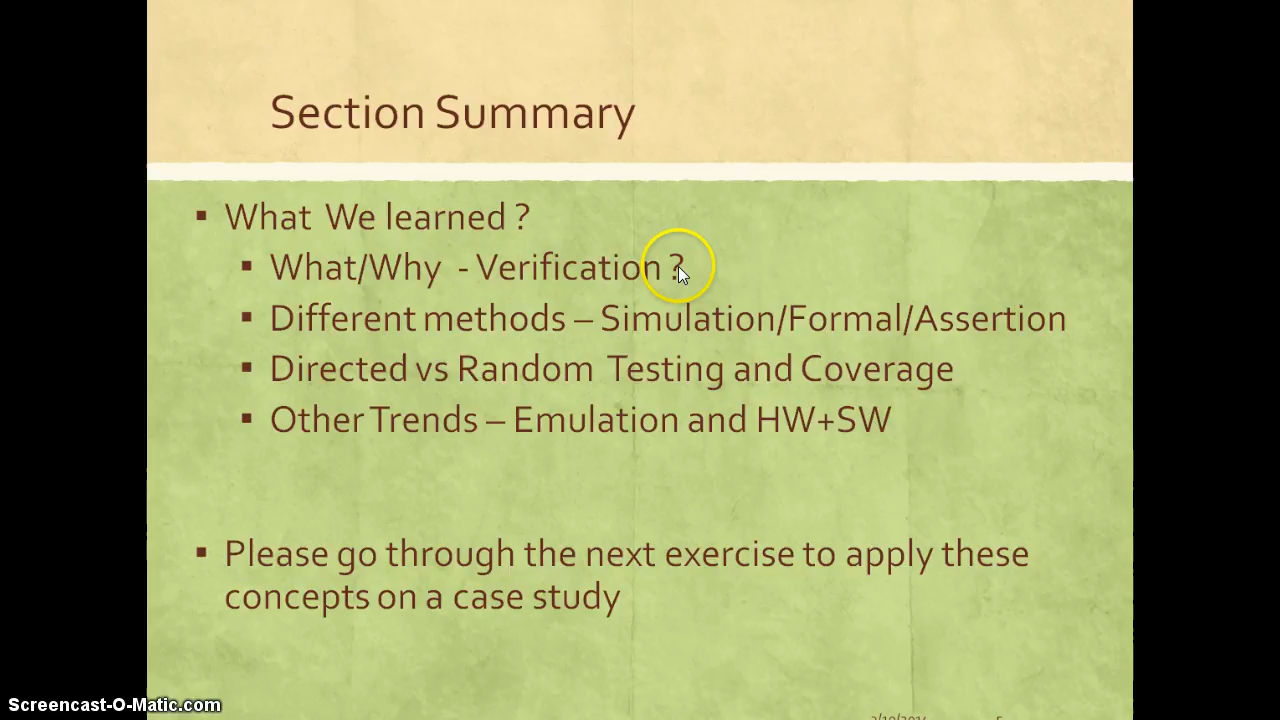 Section Summary
▪ What We learned ?
▪ What/Why - Verification ?
▪ Different methods – Simulation/Formal/Assertion
▪ Directed vs Random Testing and Coverage
▪ Other Trends – Emulation and HW+SW
▪ Please go through the next exercise to apply these
concepts on a case study
Screencast-O-Matic.com